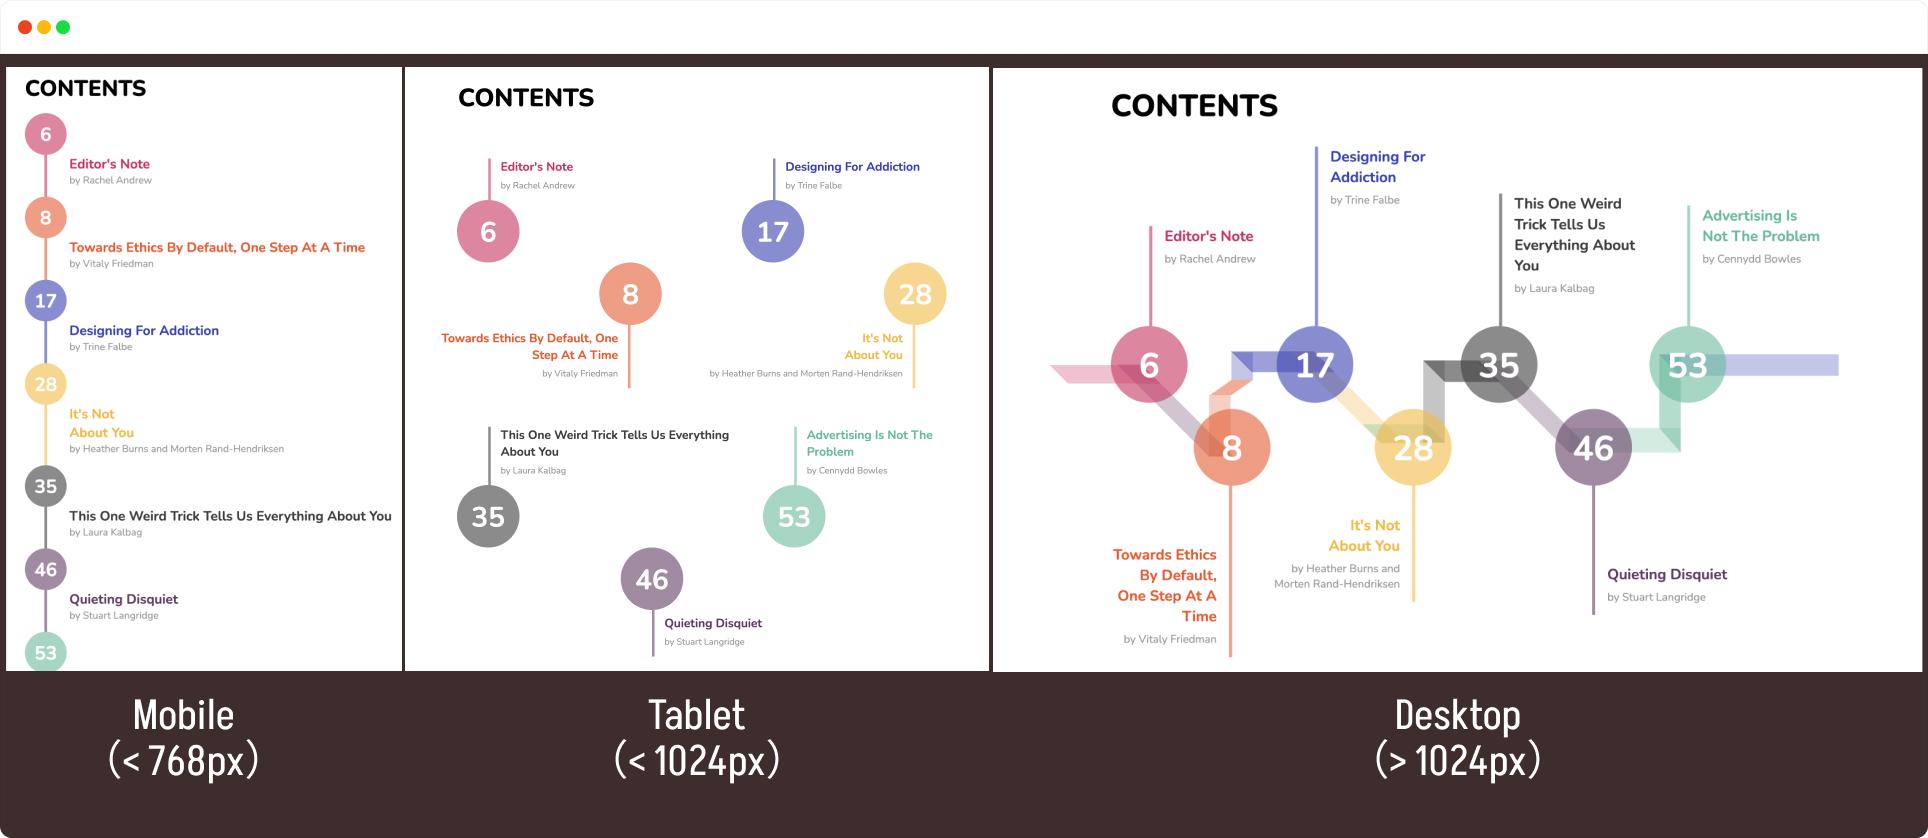 CONTENTS
6
Editor's Note
by Rachel Andrew
8
Towards Ethics By Default, One Step At A Time
by Vitaly Friedman
17
Designing For Addiction
by Trine Falbe
28
It's Not
About You
by Heather Burns and Morten Rand-Hendriksen
35
This One Weird Trick Tells Us Everything About You
by Laura Kalbag
46
Quieting Disquiet
by Stuart Langridge
53
Mobile
(< 768px)
CONTENTS
Editor's Note
by Rachel Andrew
6
8
Towards Ethics By Default, One
Step At A Time
by Vitaly Friedman
Designing For Addiction
by Trine Falbe
17
28
It's Not
About You
by Heather Burns and Morten Rand-Hendriksen
This One Weird Trick Tells Us Everything
About You
by Laura Kalbag
35
46
Quieting Disquiet
by Stuart Langridge
Advertising Is Not The
Problem
by Cennydd Bowles
53
Tablet
(< 1024px)
CONTENTS
Editor's Note
by Rachel Andrew
6
8
Towards Ethics
By Default,
One Step At A
Time
by Vitaly Friedman
Designing For
Addiction
by Trine Falbe
17
28
It's Not
About You
by Heather Burns and
Morten Rand-Hendriksen
This One Weird
Trick Tells Us
Everything About
You
by Laura Kalbag
35
46
Quieting Disquiet
by Stuart Langridge
Advertising Is
Not The Problem
by Cennydd Bowles
53
Desktop
(> 1024px)